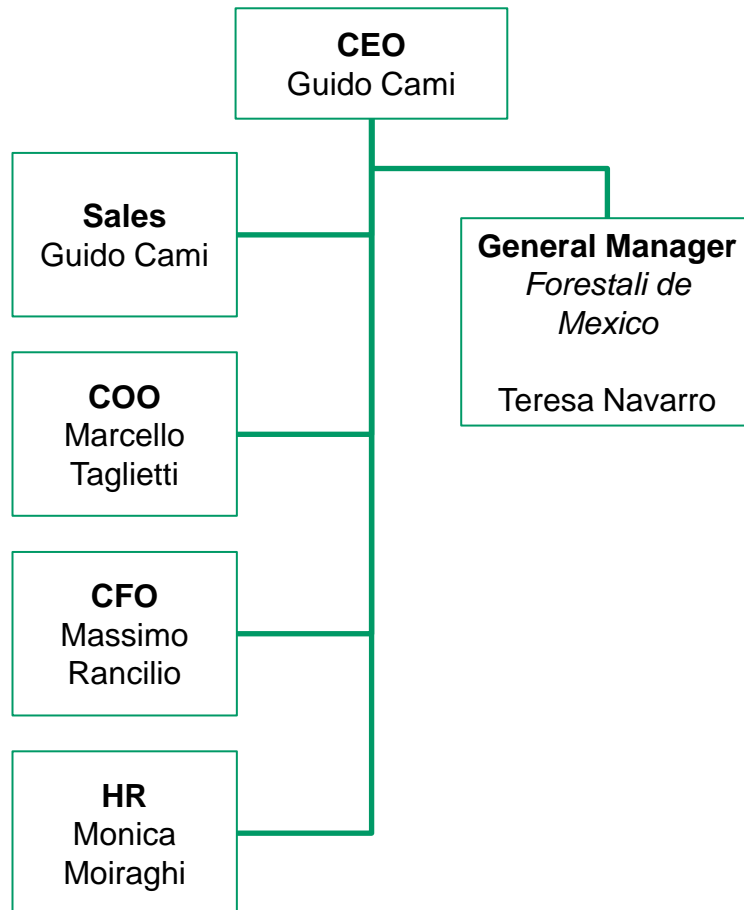 CEO
Guido Cami
Sales
Guido Cami
General Manager
Forestali de
Mexico
Teresa Navarro
COO
Marcello
Taglietti
CFO
Massimo
Rancilio
HR
Monica
Moiraghi